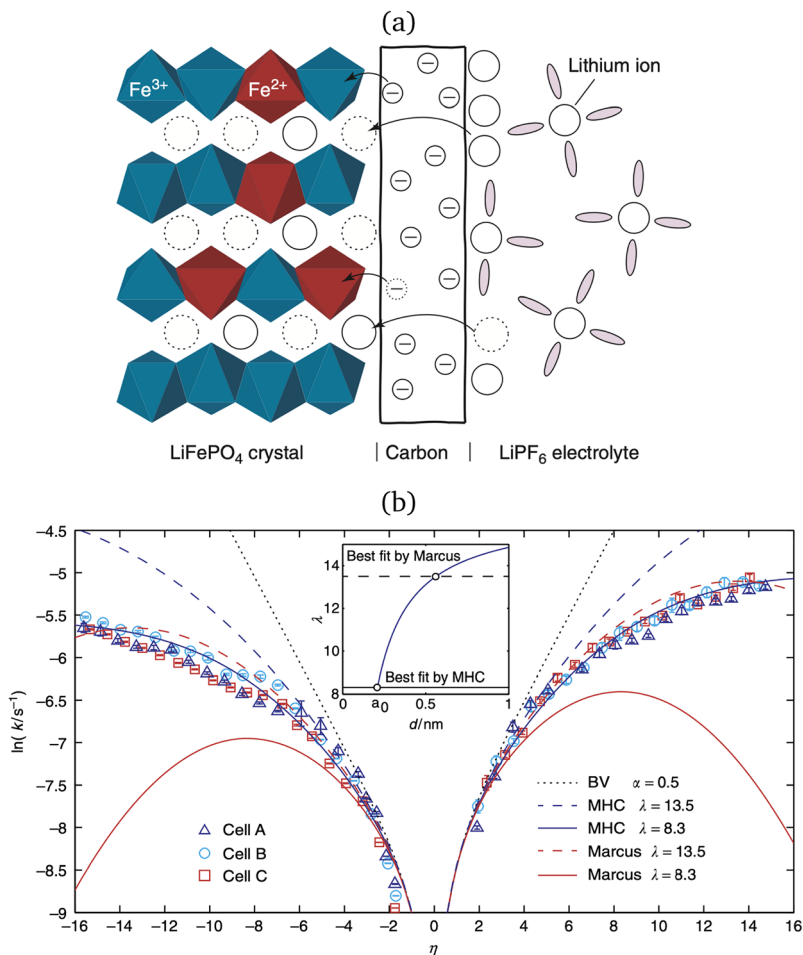 (a)
Fe3+
Fe2+
Lithium ion
LiFePO4 crystal
Carbon
LiPF6 electrolyte
(b)
−4.5
−5
−5.5
−6
−6.5
−7
−7.5
−8
−8.5
−9
ln( k/s−1)
−16 −14 −12 −10 −8 −6 −4 −2 0 2 4 6 8 10 12 14 16
η
Best fit by Marcus
Best fit by MHC
14
12
10
8
λ
0 a0 0.5 1
d/nm
Cell A
Cell B
Cell C
BV α = 0.5
MHC λ = 13.5
MHC λ = 8.3
Marcus λ = 13.5
Marcus λ = 8.3